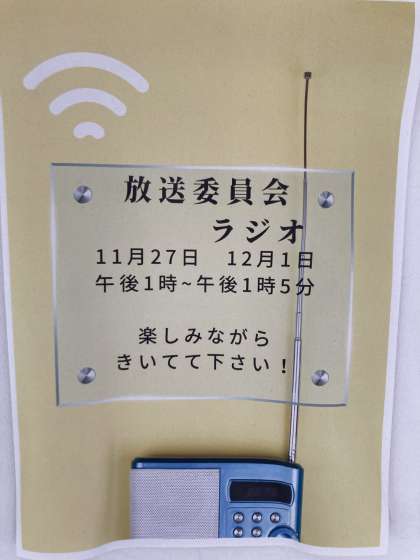 放送委員会
ラジオ
11月27日　12月1日
午後1時~午後1時5分
楽しみながら
きいてて下さい！